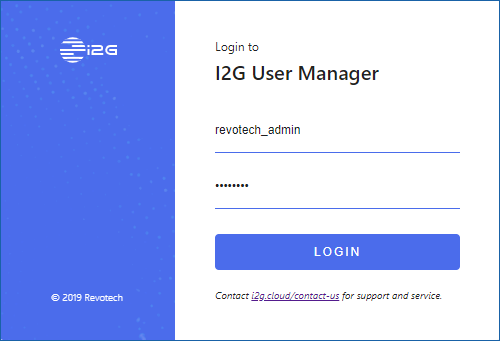 i2G
Login to
I2G User Manager
revotech_admin
••••••••
LOGIN
Contact i2g.cloud/contact-us for support and service.
© 2019 Revotech